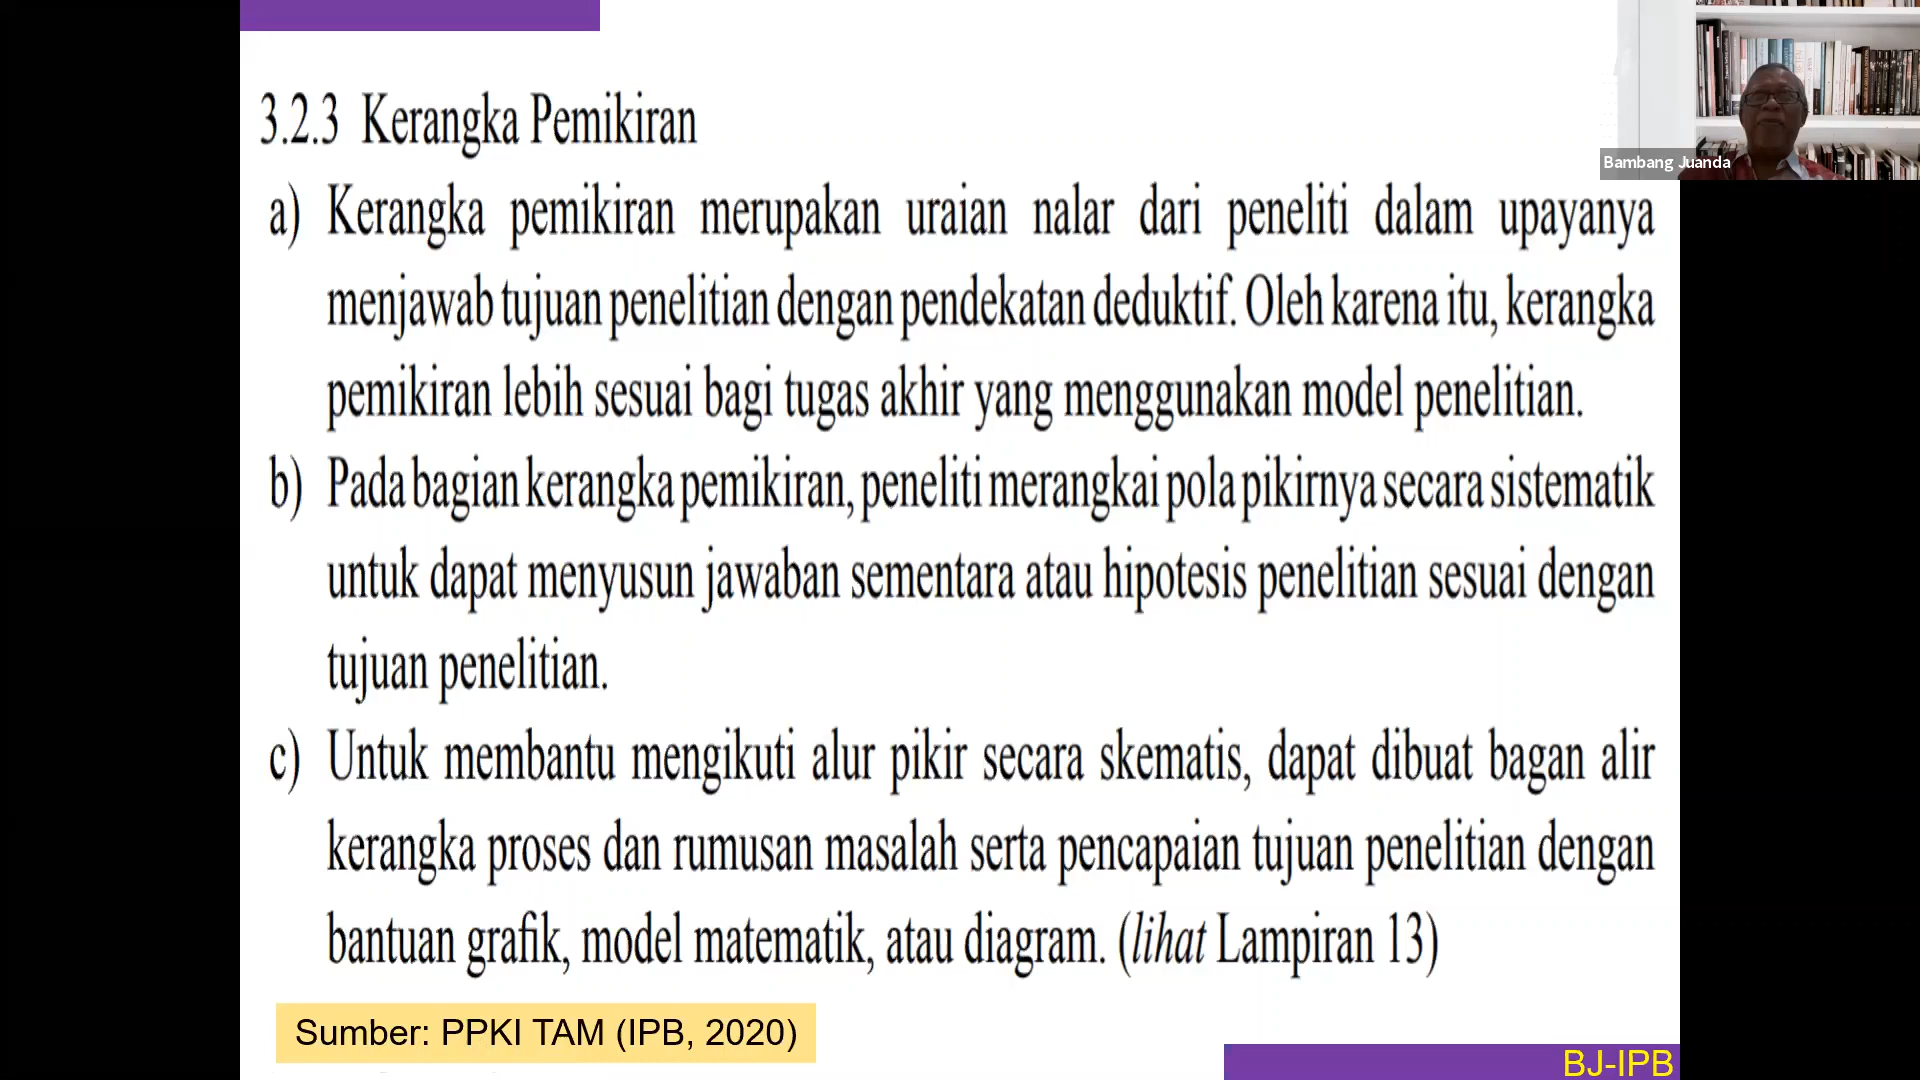 3.2.3 Kerangka Pemikiran
a) Kerangka pemikiran merupakan uraian nalar dari peneliti dalam upayanya
menjawab tujuan penelitian dengan pendekatan deduktif. Oleh karena itu, kerangka
pemikiran lebih sesuai bagi tugas akhir yang menggunakan model penelitian.
b) Pada bagian kerangka pemikiran, peneliti merangkai pola pikirnya secara sistematik
untuk dapat menyusun jawaban sementara atau hipotesis penelitian sesuai dengan
tujuan penelitian.
c) Untuk membantu mengikuti alur pikir secara skematis, dapat dibuat bagan alir
kerangka proses dan rumusan masalah serta pencapaian tujuan penelitian dengan
bantuan grafik, model matematik, atau diagram. (lihat Lampiran 13)
Sumber: PPKI TAM (IPB, 2020)
BJ-IPB
Bambang Juanda